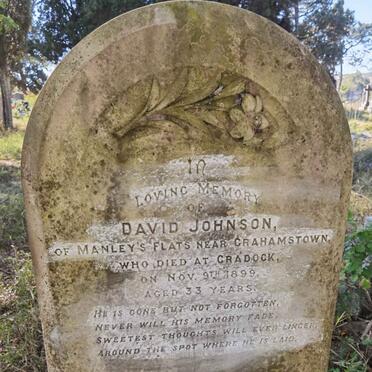 IN
LOVING MEMORY
OF
DAVID JOHNSON,
OF MANLEY'S FLATS NEAR GRAHAMSTOWN,
WHO DIED AT CRADOCK,
ON NOV. 9TH 1899,
AGED 33 YEARS.
HE IS GONE BUT NOT FORGOTTEN,
NEVER WILL HIS MEMORY FADE,
SWEETEST THOUGHTS WILL EVER LINGER,
AROUND THE SPOT WHERE HE IS LAID.